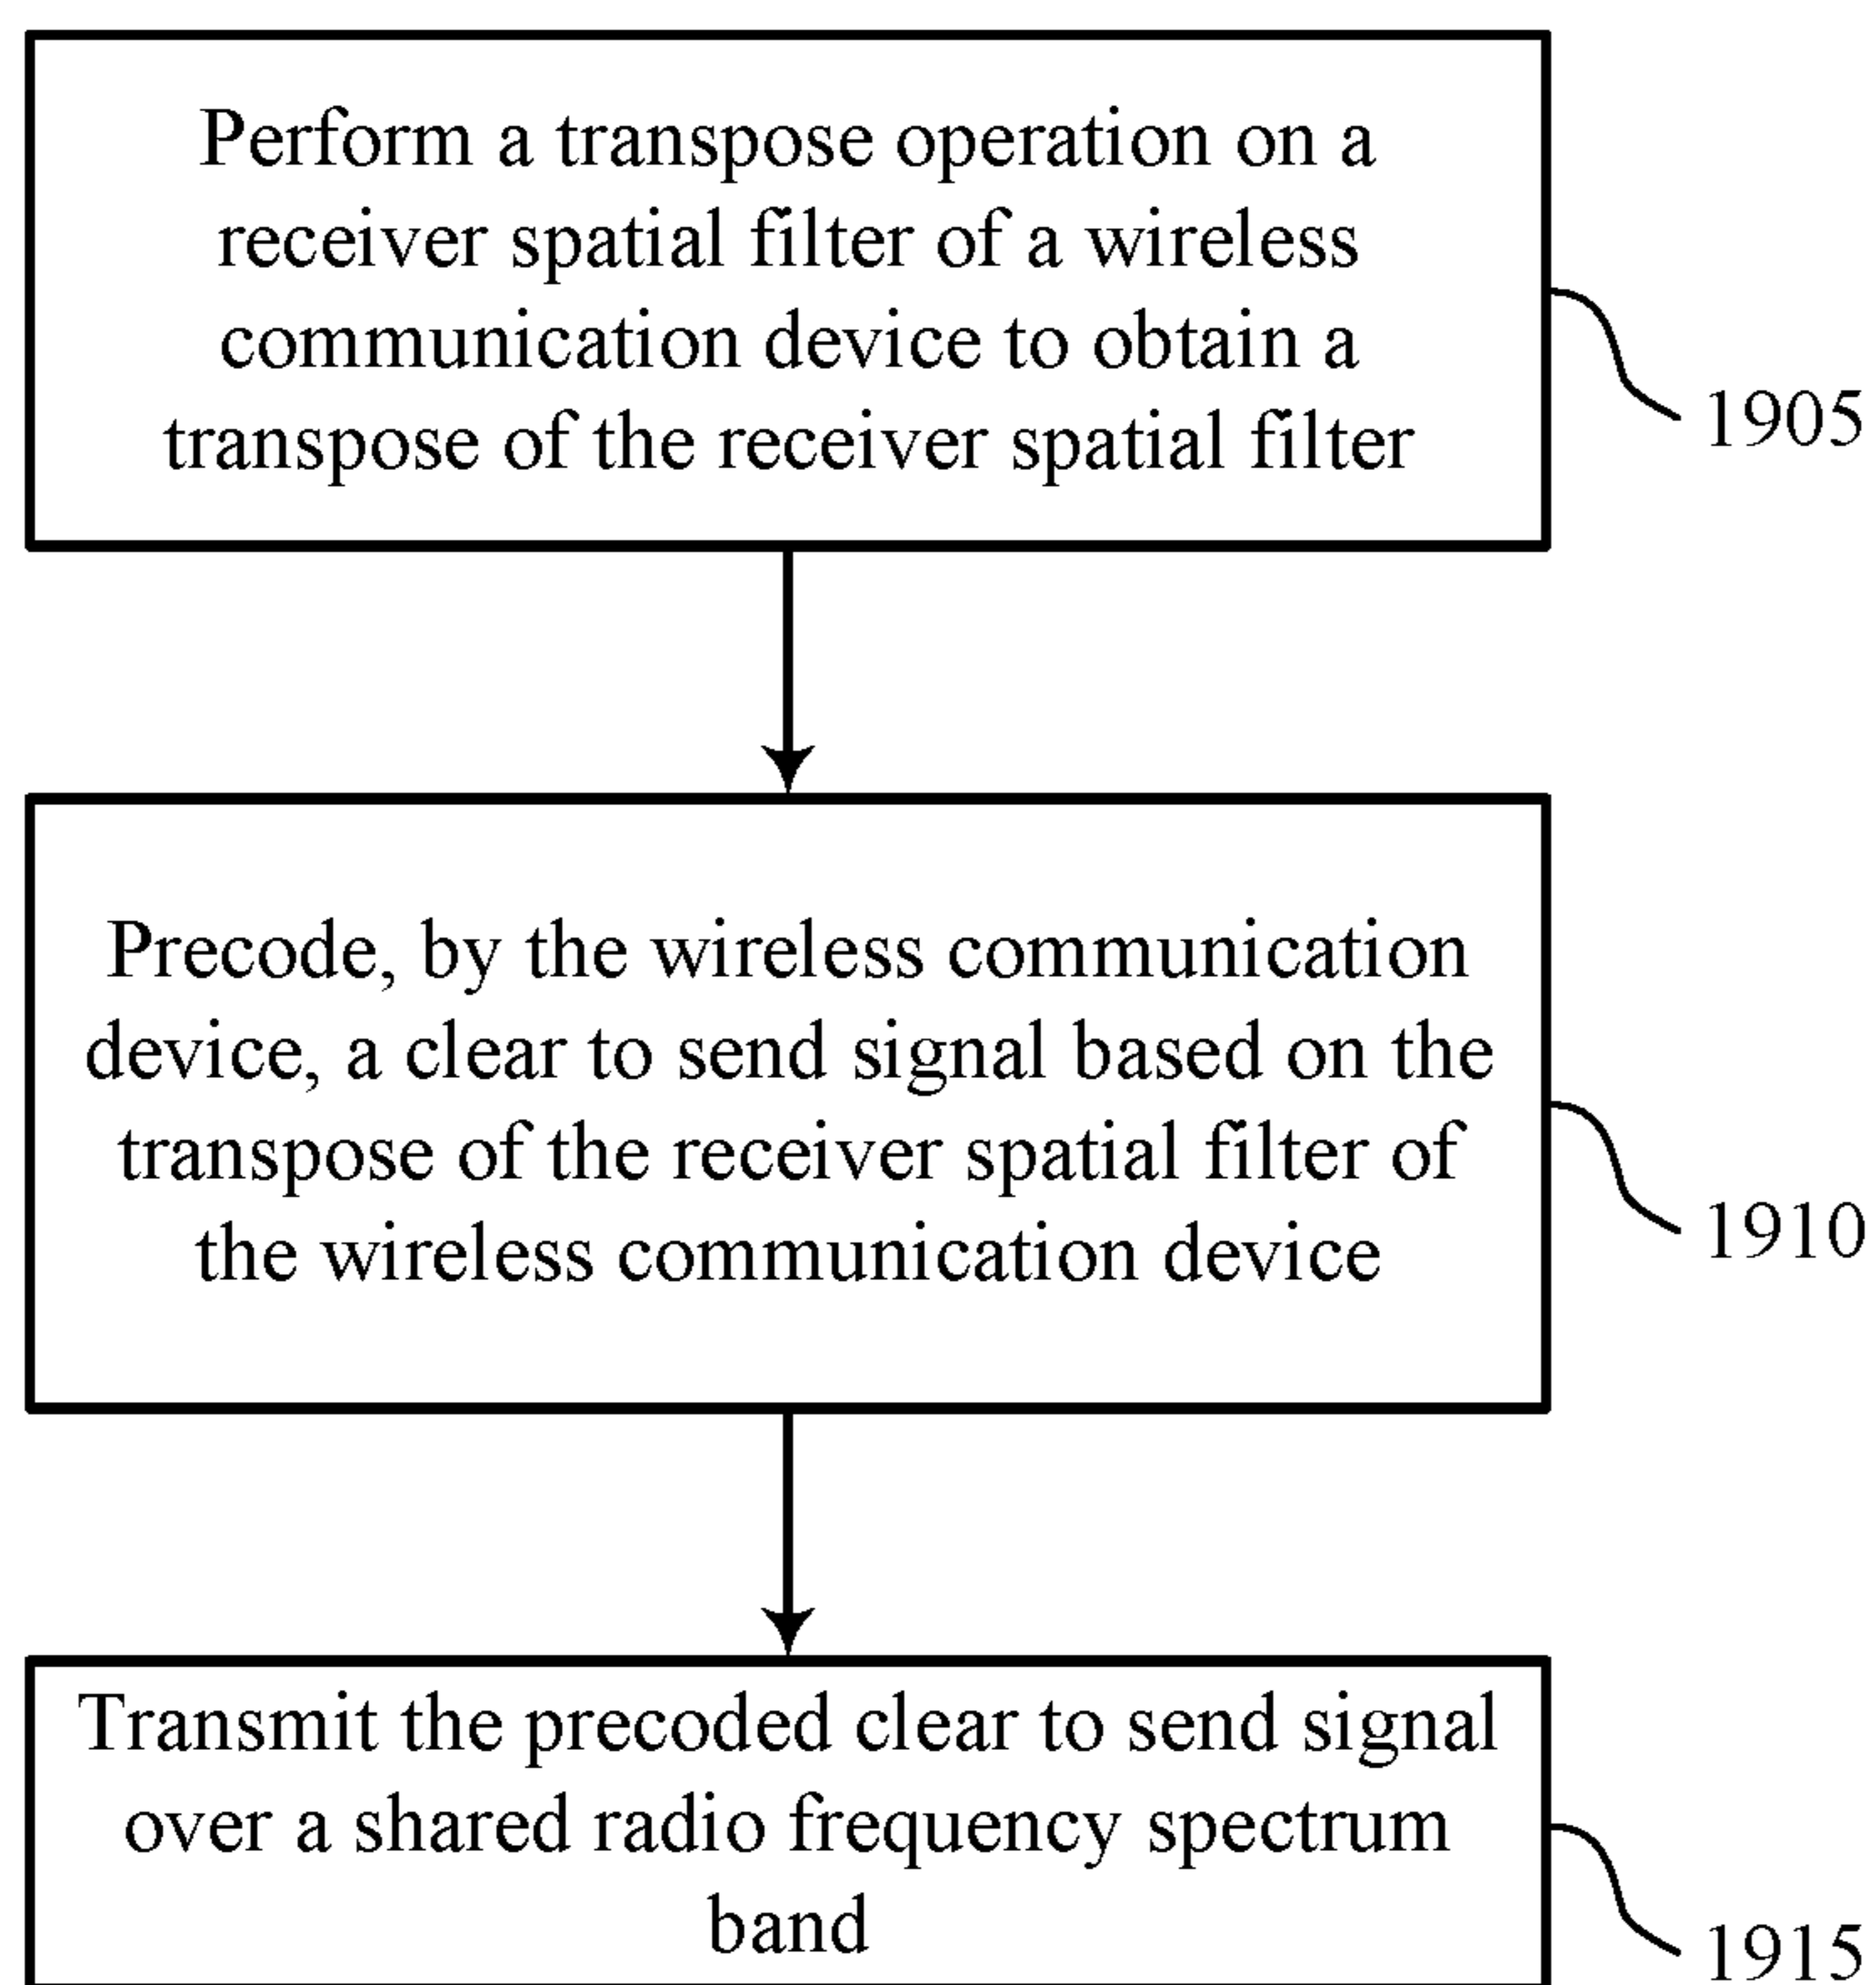 Perform a transpose operation on a
receiver spatial filter of a wireless
communication device to obtain a
transpose of the receiver spatial filter
1905
Precode, by the wireless communication
device, a clear to send signal based on the
transpose of the receiver spatial filter of
the wireless communication device
1910
Transmit the precoded clear to send signal
over a shared radio frequency spectrum
band
1915